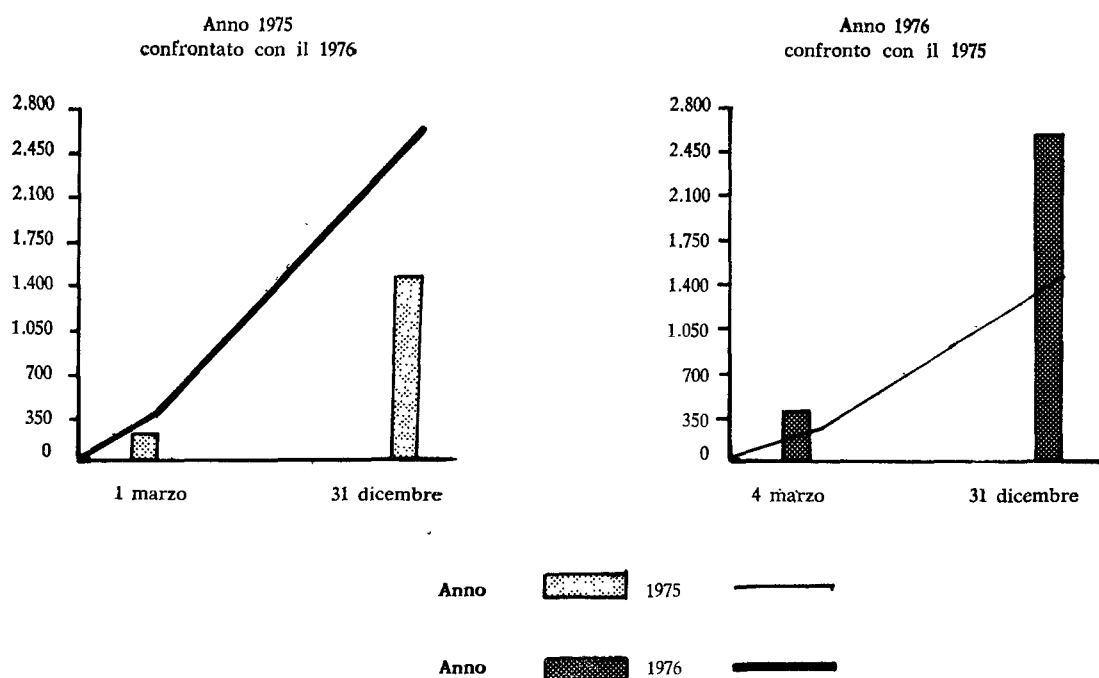 Anno 1975
confrontato con il 1976
2.800
2.450
2.100
1.750
1.400
1.050
700
350
0
1 marzo 31 dicembre
Anno 1976
confronto con il 1975
2.800
2.450
2.100
1.750
1.400
1.050
700
350
0
4 marzo 31 dicembre
Anno 1975
Anno 1976